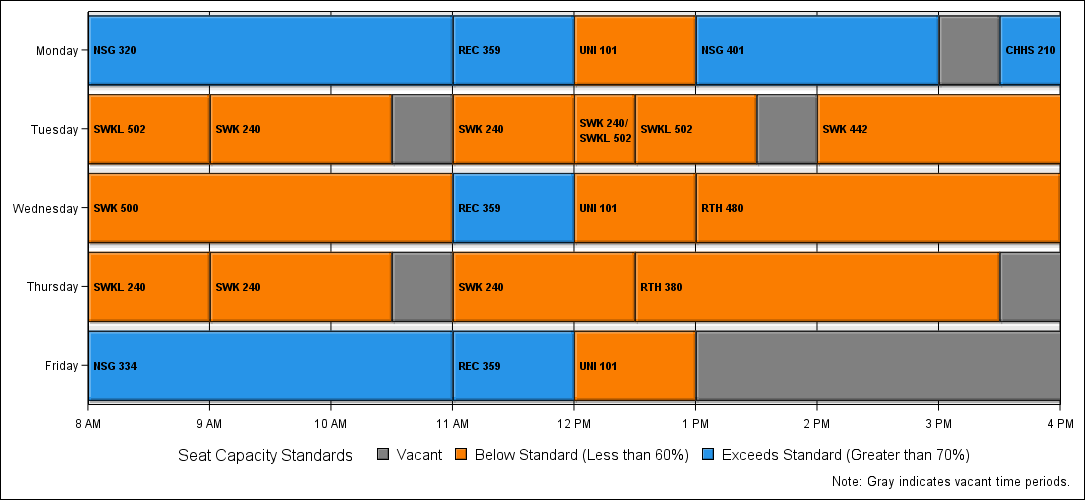 Monday
NSG 320
REC 359
UNI 101
NSG 401
CHHS 210
Tuesday
SWKL 502
SWK 240
SWK 240
SWK 240/
SWKL 502
SWKL 502
SWK 442
Wednesday
SWK 500
REC 359
UNI 101
RTH 480
Thursday
SWKL 240
SWK 240
SWK 240
RTH 380
Friday
NSG 334
REC 359
UNI 101
8 AM 9 AM 10 AM 11 AM 12 PM 1 PM 2 PM 3 PM 4 PM
Seat Capacity Standards Vacant Below Standard (Less than 60%) Exceeds Standard (Greater than 70%)
Note: Gray indicates vacant time periods.